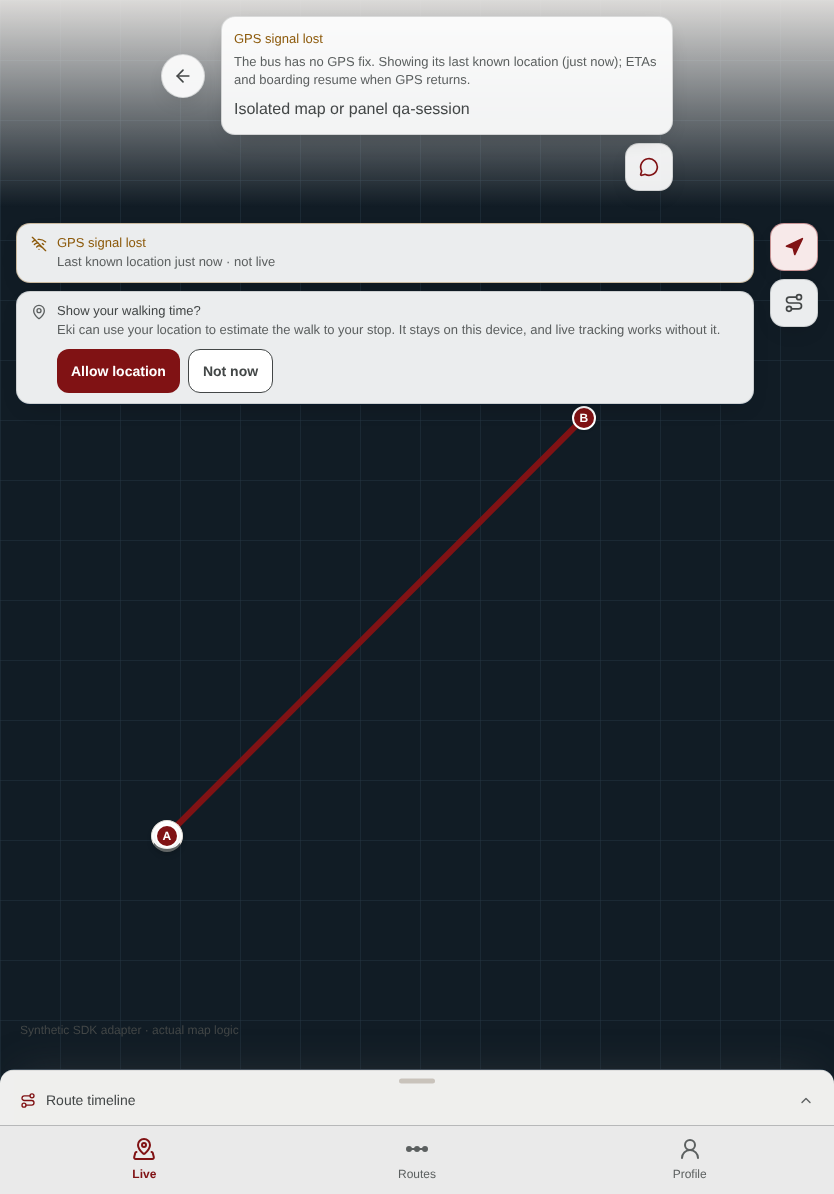 GPS signal lost
The bus has no GPS fix. Showing its last known location (just now); ETAs
and boarding resume when GPS returns.
Isolated map or panel qa-session
GPS signal lost
Last known location just now · not live
Show your walking time?
Eki can use your location to estimate the walk to your stop. It stays on this device, and live tracking works without it.
Allow location
Not now
B
A
Synthetic SDK adapter · actual map logic
Route timeline
Live
Routes
Profile